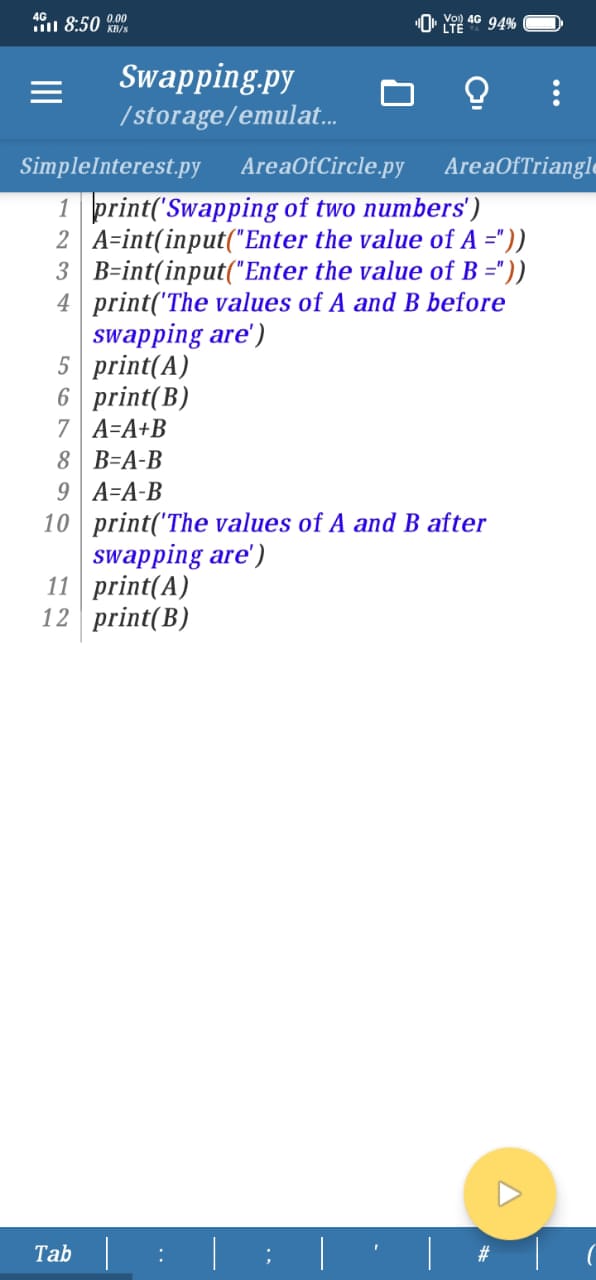 4G 8:50 0.00 KB/s Vo)) LTE 4G 94%
Swapping.py
/storage/emulat...
SimpleInterest.py AreaOfCircle.py AreaOfTriangle
1 print('Swapping of two numbers')
2 A=int(input("Enter the value of A ="))
3 B=int(input("Enter the value of B ="))
4 print('The values of A and B before
swapping are')
5 print(A)
6 print(B)
7 A=A+B
8 B=A-B
9 A=A-B
10 print('The values of A and B after
swapping are')
11 print(A)
12 print(B)
Tab | : | ; | ' | # | (